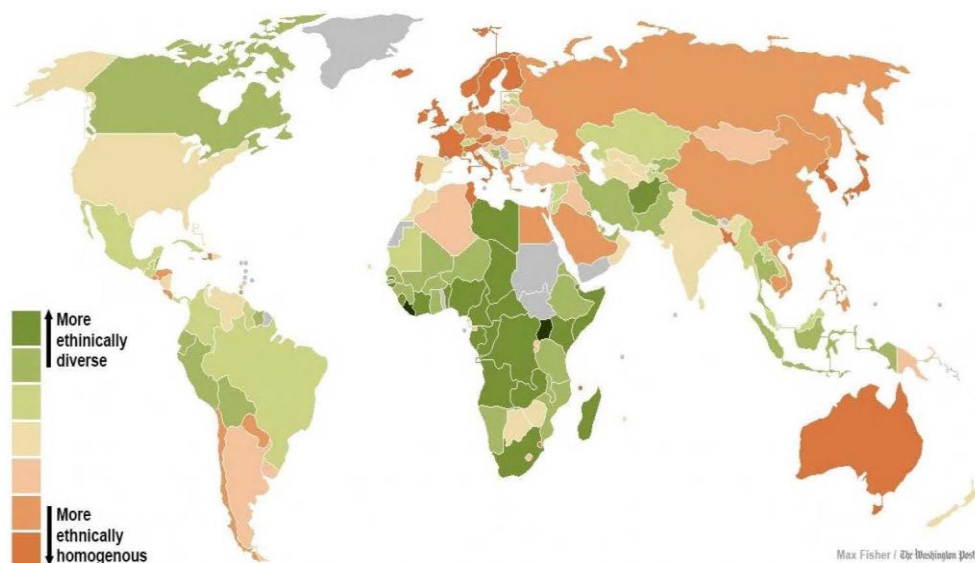 More
ethinically
diverse
More
ethnically
homogenous
Max Fisher / The Washington Post